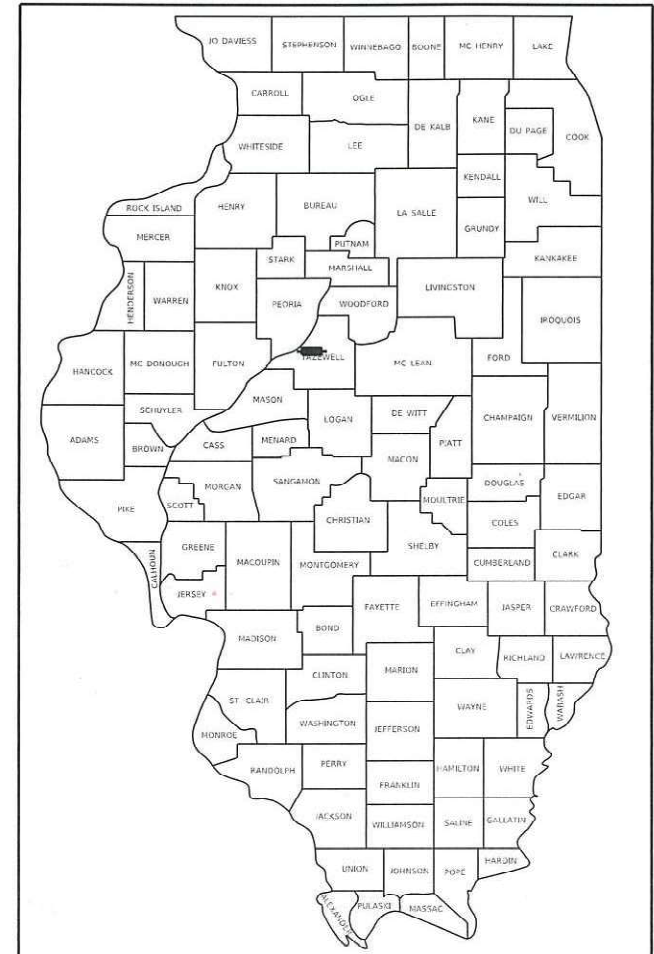 JO DAVIESS STEPHENSON WINNEBAGO BOONE MC HENRY LAKE
CARROLL OGLE DE KALB KANE DU PAGE COOK
WHITESIDE LEE KENDALL WILL
ROCK ISLAND HENRY BUREAU LA SALLE GRUNDY
MERCER PUTNAM STARK MARSHALL KANKAKEE
HENDERSON WARREN KNOX PEORIA WOODFORD LIVINGSTON IROQUOIS
HANCOCK MC DONOUGH FULTON TAZEWELL MC LEAN FORD
MASON
SCHUYLER LOGAN DE WITT CHAMPAIGN VERMILION
ADAMS BROWN CASS MENARD MACON PIATT
PIKE SCOTT MORGAN SANGAMON MOULTRIE DOUGLAS EDGAR
CHRISTIAN COLES
CALHOUN GREENE MACOUPIN MONTGOMERY SHELBY CUMBERLAND CLARK
JERSEY FAYETTE EFFINGHAM JASPER CRAWFORD
MADISON BOND
CLAY RICHLAND LAWRENCE
CLINTON MARION
ST CLAIR WAYNE EDWARDS WABASH
MONROE WASHINGTON JEFFERSON
RANDOLPH PERRY HAMILTON WHITE
FRANKLIN
JACKSON WILLIAMSON SALINE GALLATIN
UNION JOHNSON POPE HARDIN
ALEXANDER PULASKI MASSAC